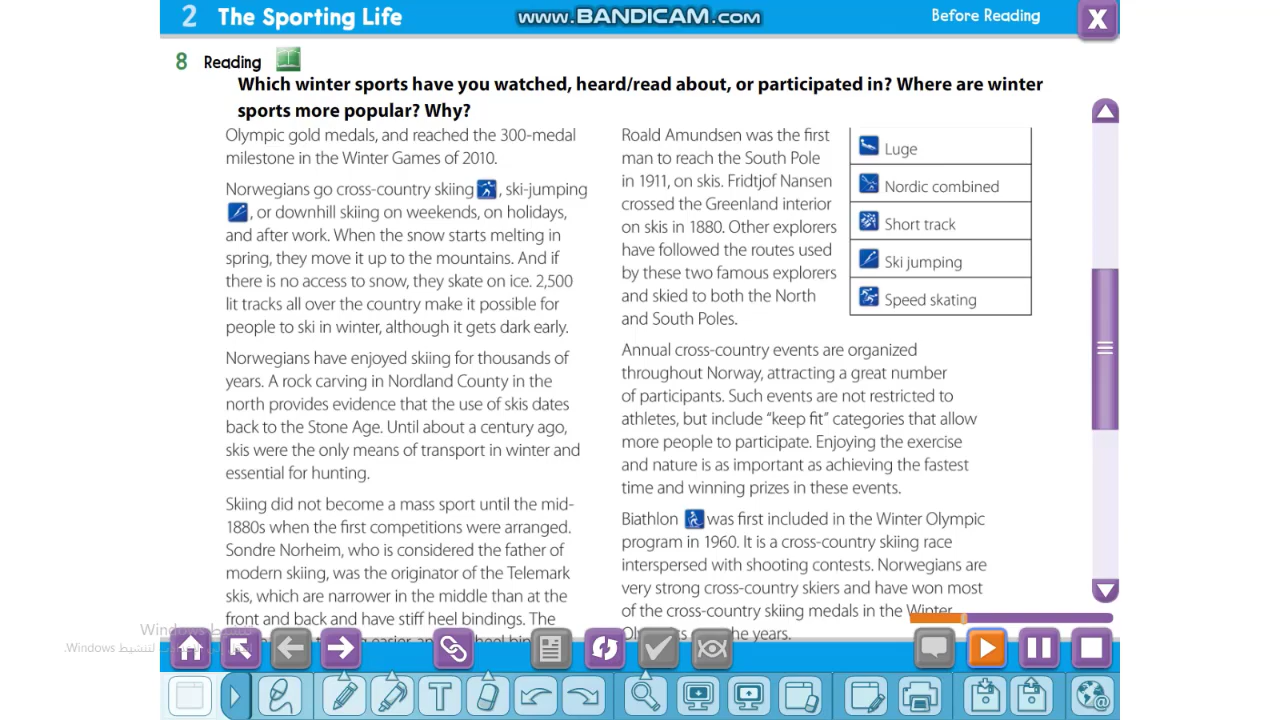 2 The Sporting Life
www.BANDICAM.com
Before Reading
X
8 Reading
Which winter sports have you watched, heard/read about, or participated in? Where are winter
sports more popular? Why?
Olympic gold medals, and reached the 300-medal
milestone in the Winter Games of 2010.
Norwegians go cross-country skiing , ski-jumping
, or downhill skiing on weekends, on holidays,
and after work. When the snow starts melting in
spring, they move it up to the mountains. And if
there is no access to snow, they skate on ice. 2,500
lit tracks all over the country make it possible for
people to ski in winter, although it gets dark early.
Norwegians have enjoyed skiing for thousands of
years. A rock carving in Nordland County in the
north provides evidence that the use of skis dates
back to the Stone Age. Until about a century ago,
skis were the only means of transport in winter and
essential for hunting.
Skiing did not become a mass sport until the mid-
1880s when the first competitions were arranged.
Sondre Norheim, who is considered the father of
modern skiing, was the originator of the Telemark
skis, which are narrower in the middle than at the
front and back and have stiff heel bindings. The
Roald Amundsen was the first
man to reach the South Pole
in 1911, on skis. Fridtjof Nansen
crossed the Greenland interior
on skis in 1880. Other explorers
have followed the routes used
by these two famous explorers
and skied to both the North
and South Poles.
Luge
Nordic combined
Short track
Ski jumping
Speed skating
Annual cross-country events are organized
throughout Norway, attracting a great number
of participants. Such events are not restricted to
athletes, but include “keep fit” categories that allow
more people to participate. Enjoying the exercise
and nature is as important as achieving the fastest
time and winning prizes in these events.
Biathlon was first included in the Winter Olympic
program in 1960. It is a cross-country skiing race
interspersed with shooting contests. Norwegians are
very strong cross-country skiers and have won most
of the cross-country skiing medals in the Winter
the years.
تنشيط Windows
لتنشيط Windows.
T